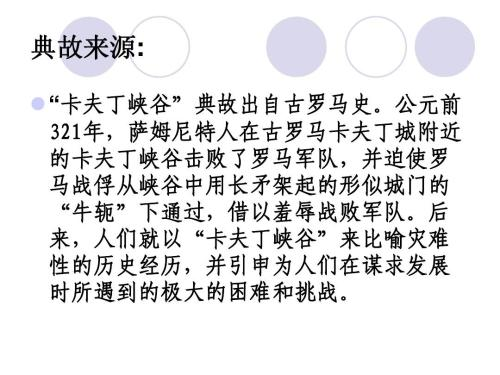 典故来源:
“卡夫丁峡谷”典故出自古罗马史。公元前
321年，萨姆尼特人在古罗马卡夫丁城附近
的卡夫丁峡谷击败了罗马军队，并迫使罗
马战俘从峡谷中用长矛架起的形似城门的
“牛轭”下通过，借以羞辱战败军队。后
来，人们就以“卡夫丁峡谷”来比喻灾难
性的历史经历，并引申为人们在谋求发展
时所遇到的极大的困难和挑战。